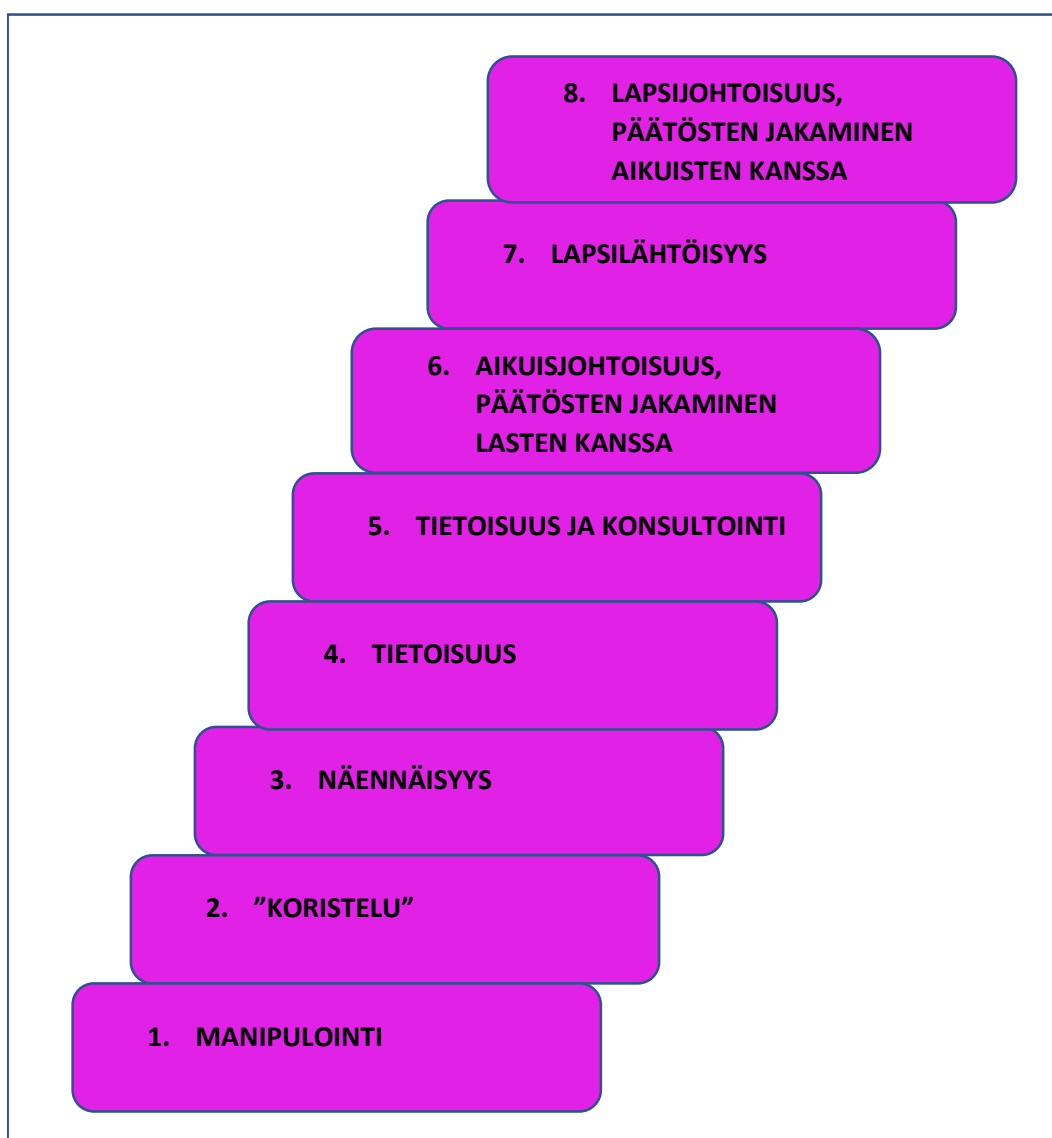 8. LAPSIJOHTOISUUS,
PÄÄTÖSTEN JAKAMINEN
AIKUISTEN KANSSA
7. LAPSILÄHTÖISYYS
6. AIKUISJOHTOISUUS,
PÄÄTÖSTEN JAKAMINEN
LASTEN KANSSA
5. TIETOISUUS JA KONSULTOINTI
4. TIETOISUUS
3. NÄENNÄISYYS
2. ”KORISTELU”
1. MANIPULOINTI